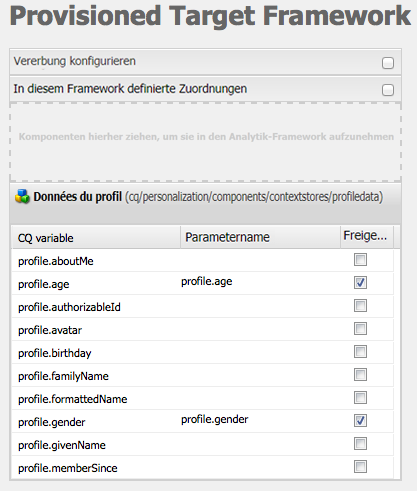 Provisioned Target Framework
Vererbung konfigurieren
In diesem Framework definierte Zuordnungen
Komponenten hierher ziehen, um sie in den Analytik-Framework aufzunehmen
Données du profil (cq/personalization/components/contextstores/profiledata)
CQ variable Parametername Freige...
profile.aboutMe
profile.age profile.age
profile.authorizableId
profile.avatar
profile.birthday
profile.familyName
profile.formattedName
profile.gender profile.gender
profile.givenName
profile.memberSince